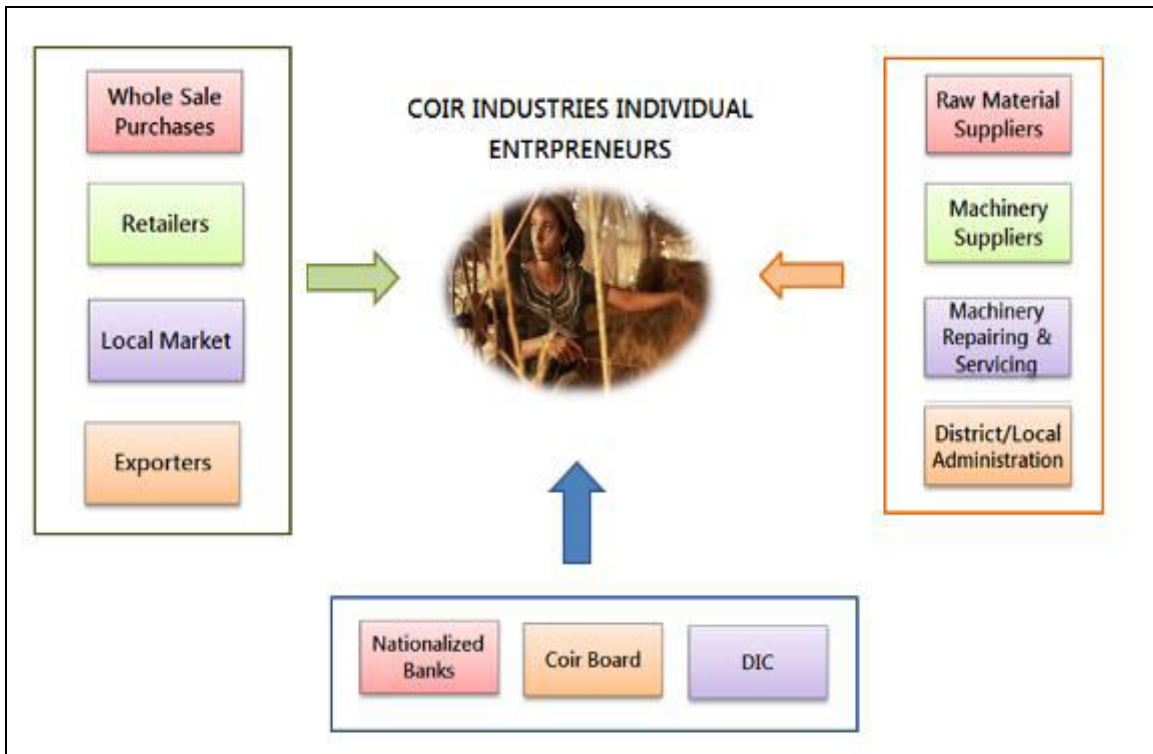 Whole Sale
Purchases
Retailers
Local Market
Exporters
COIR INDUSTRIES INDIVIDUAL
ENTRPRENEURS
Raw Material
Suppliers
Machinery
Suppliers
Machinery
Repairing &
Servicing
District/Local
Administration
Nationalized
Banks
Coir Board
DIC